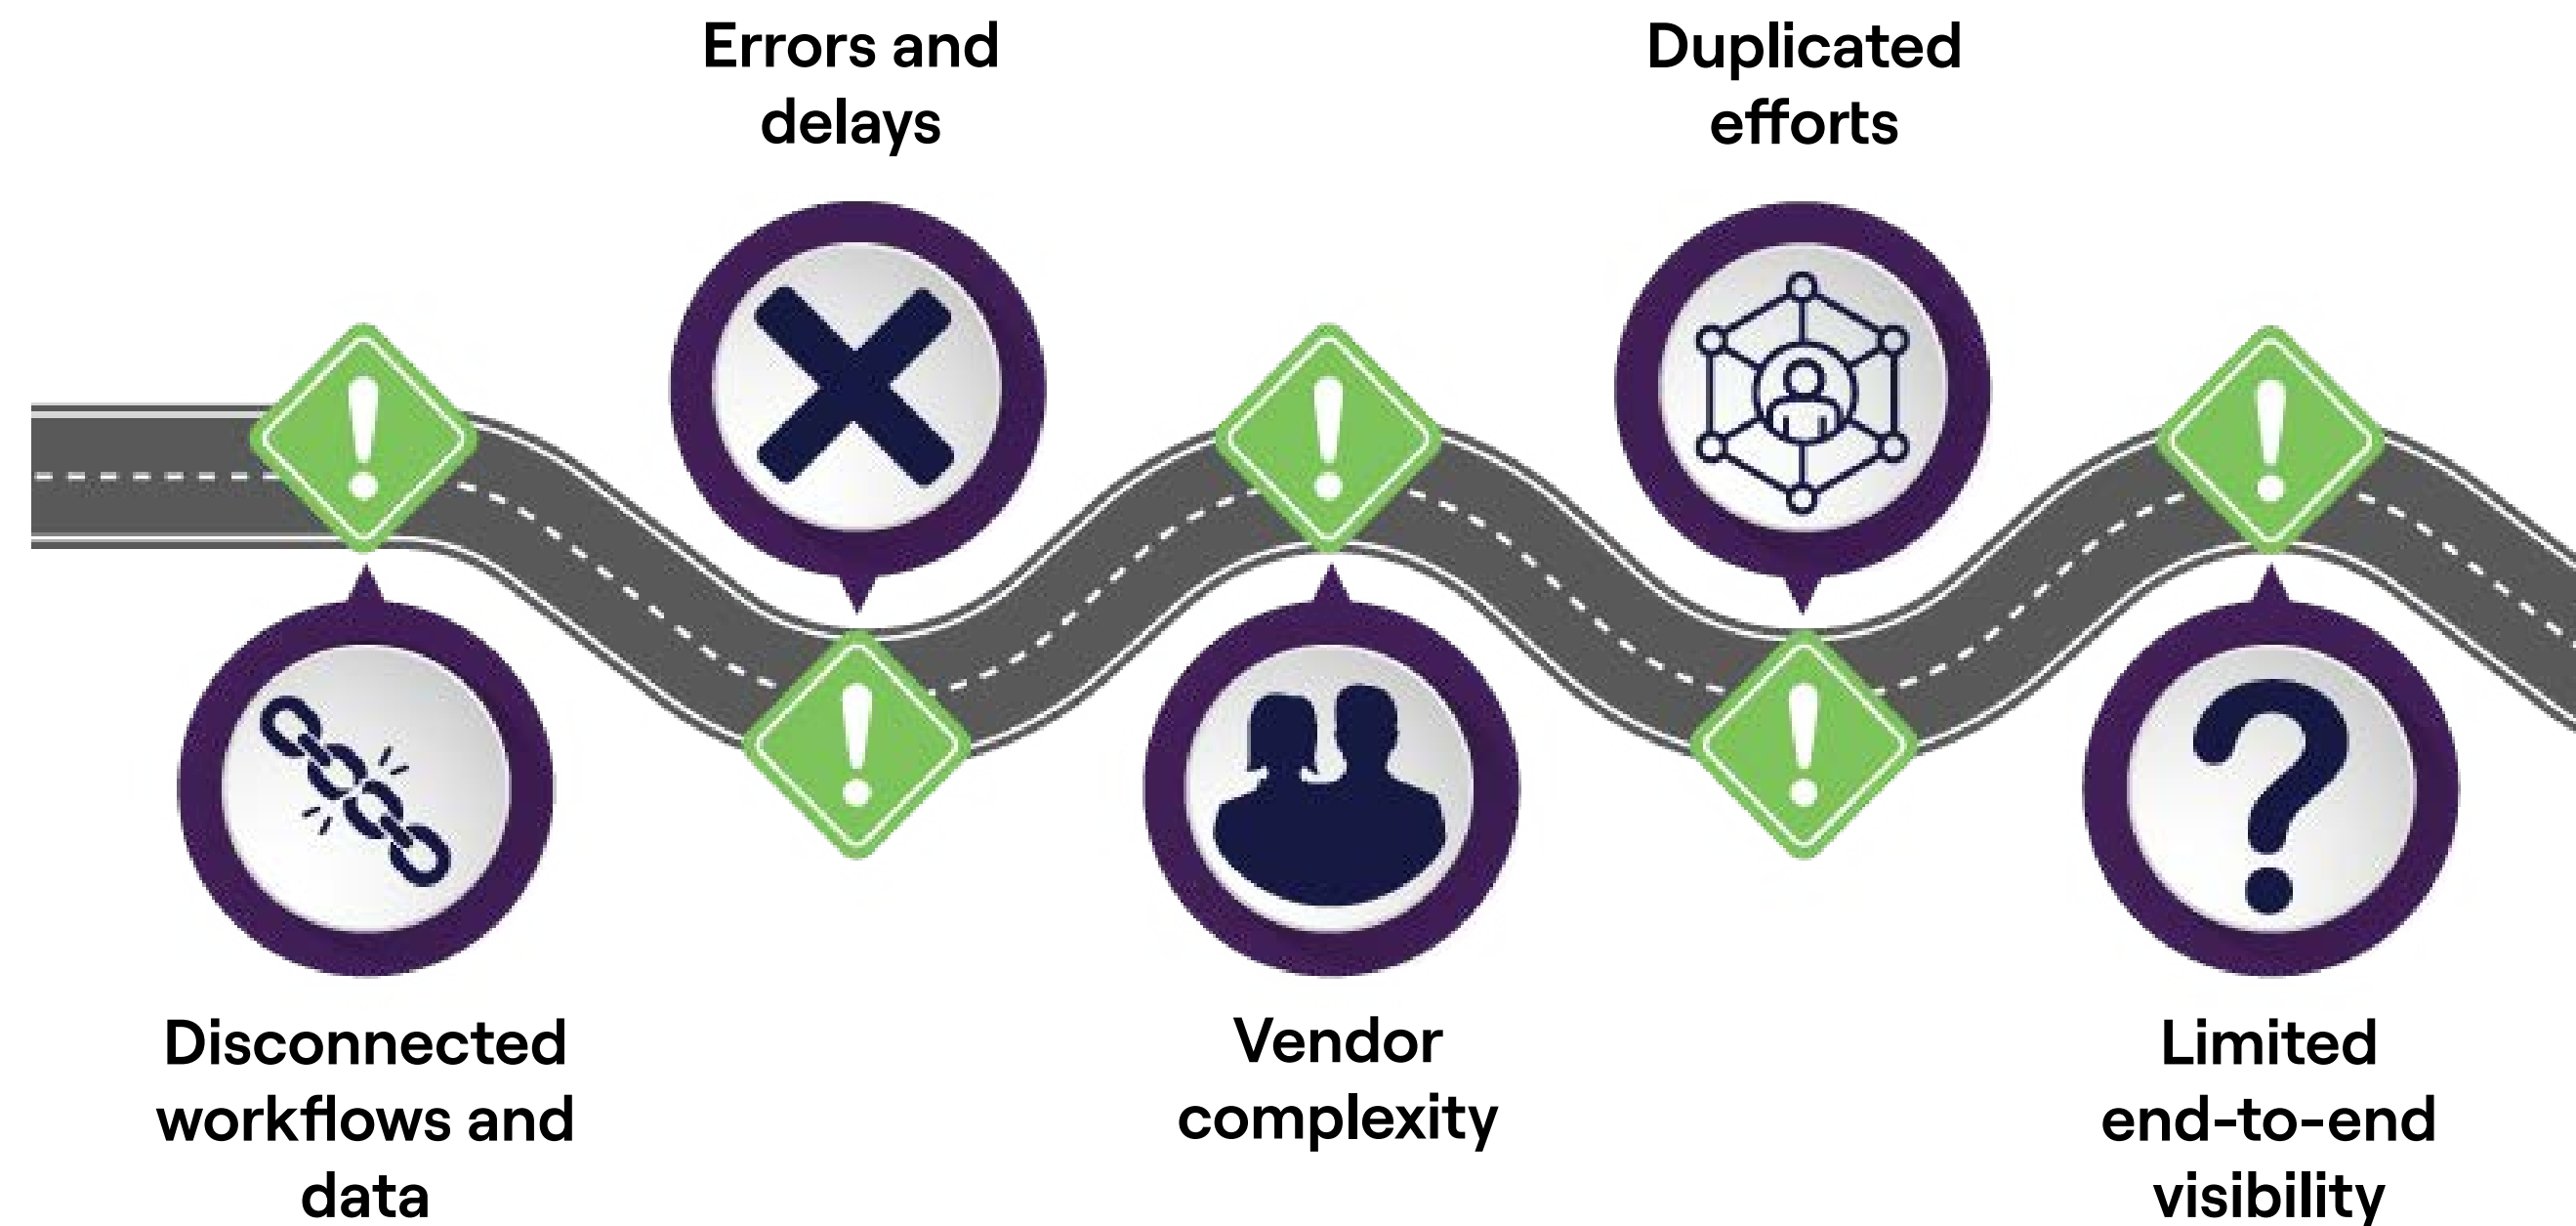 Errors and
delays
Duplicated
efforts
Disconnected
workflows and
data
Vendor
complexity
Limited
end-to-end
visibility